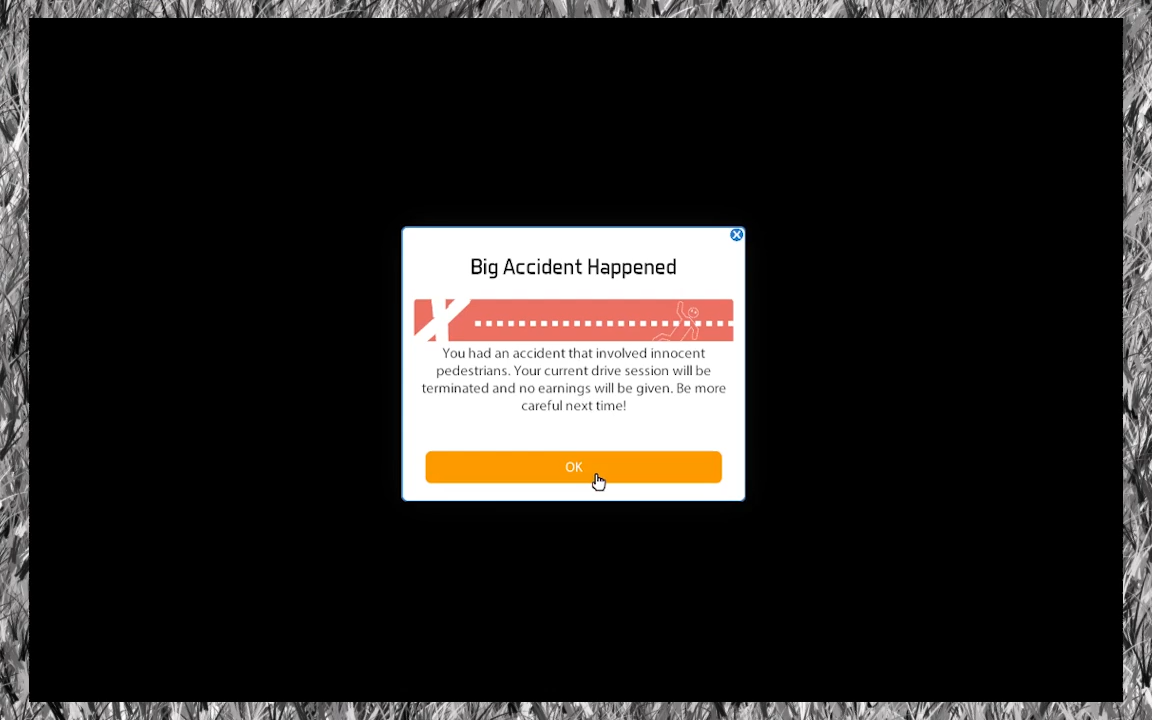 Big Accident Happened
You had an accident that involved innocent
pedestrians. Your current drive session will be
terminated and no earnings will be given. Be more
careful next time!
OK